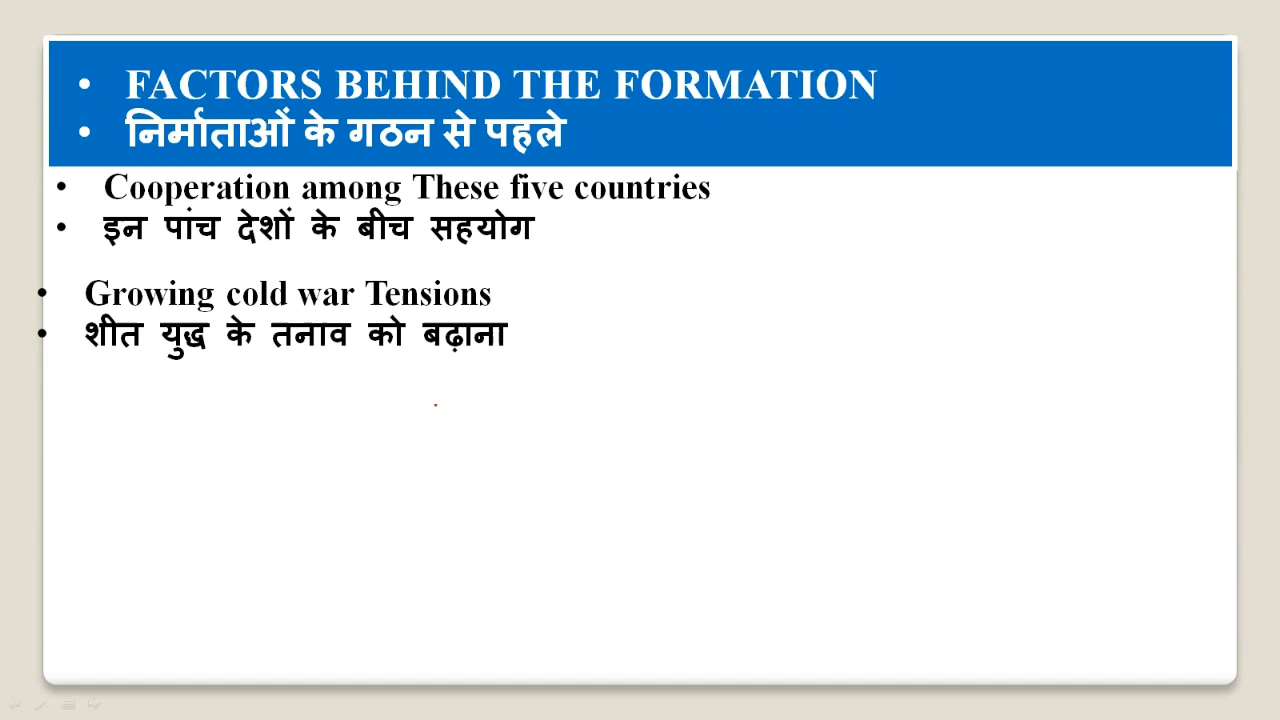 • FACTORS BEHIND THE FORMATION
• निर्माताओं के गठन से पहले
• Cooperation among These five countries
• इन पांच देशों के बीच सहयोग
• Growing cold war Tensions
• शीत युद्ध के तनाव को बढ़ाना